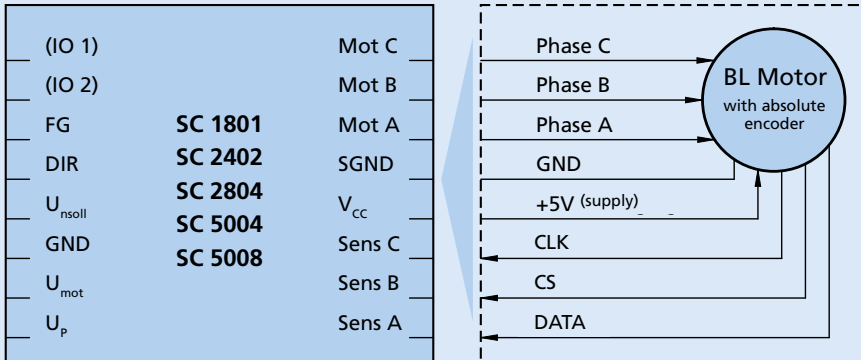 (IO 1)
(IO 2)
FG
DIR
Unsoll
GND
Umot
UP
SC 1801
SC 2402
SC 2804
SC 5004
SC 5008
Mot C
Mot B
Mot A
SGND
VCC
Sens C
Sens B
Sens A
Phase C
Phase B
Phase A
GND
+5V (supply)
CLK
CS
DATA
BL Motor
with absolute
encoder